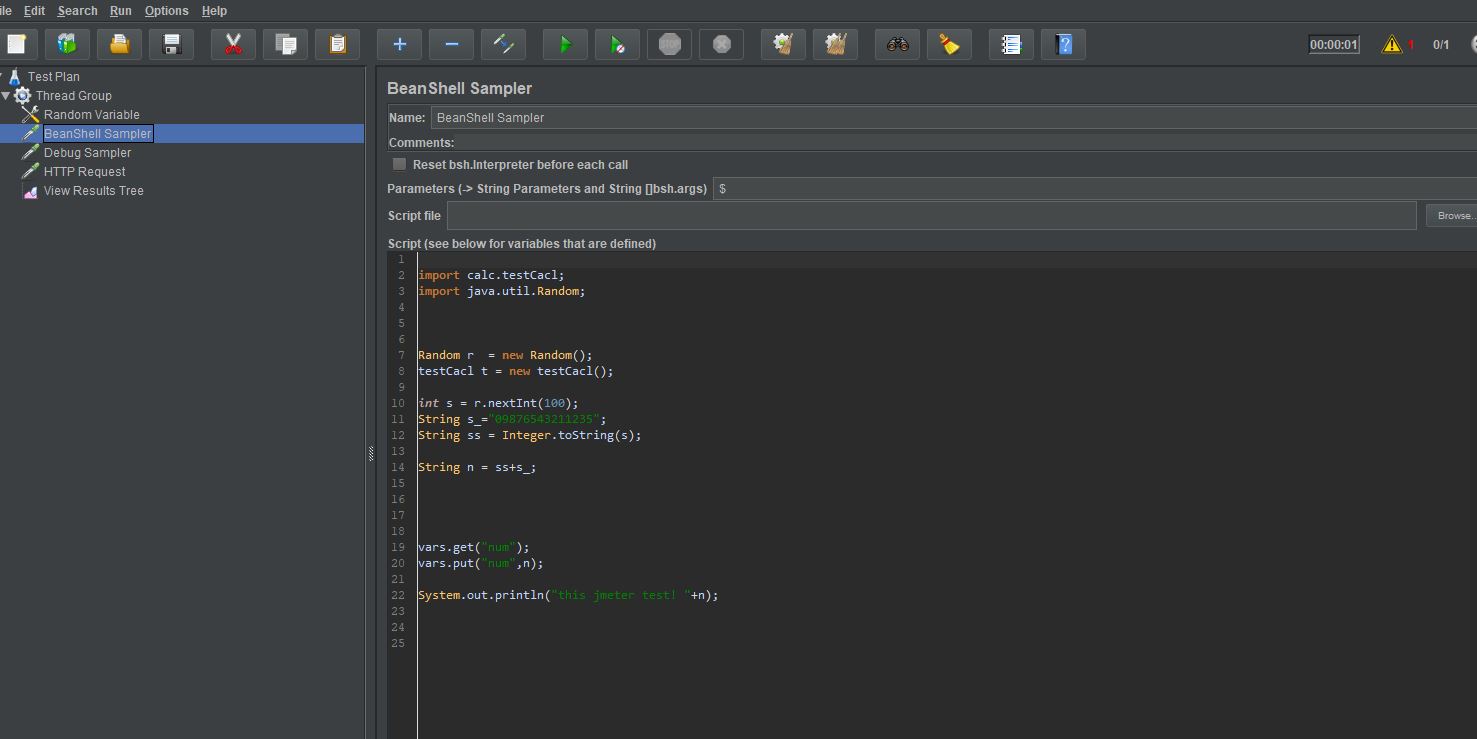 le Edit Search Run Options Help
STOP 00:00:01 1 0/1
Test Plan
Thread Group
Random Variable
BeanShell Sampler
Debug Sampler
HTTP Request
View Results Tree
BeanShell Sampler
Name: BeanShell Sampler
Comments:
Reset bsh.Interpreter before each call
Parameters (-> String Parameters and String []bsh.args) $
Script file Browse..
Script (see below for variables that are defined)
1
2 import calc.testCacl;
3 import java.util.Random;
4
5
6
7 Random r  = new Random();
8 testCacl t = new testCacl();
9
10 int s = r.nextInt(100);
11 String s_="09876543211235";
12 String ss = Integer.toString(s);
13
14 String n = ss+s_;
15
16
17
18
19 vars.get("num");
20 vars.put("num",n);
21
22 System.out.println("this jmeter test! "+n);
23
24
25